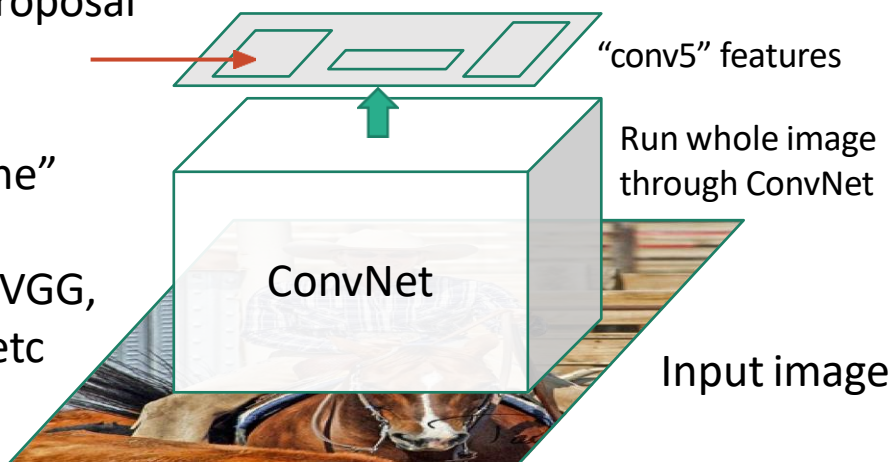 roposal
“conv5” features
Run whole image
through ConvNet
ne”
ConvNet
VGG,
etc
Input image